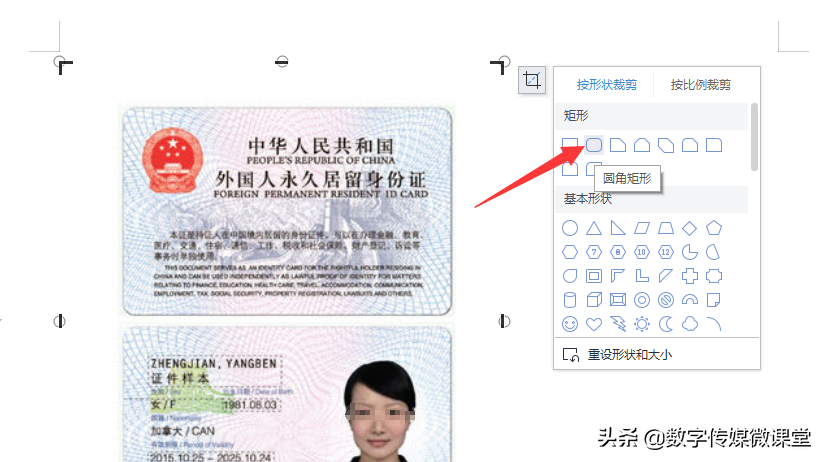 按形状裁剪 按比例裁剪
矩形
圆角矩形
基本形状
7 8 10 12
重设形状和大小
中华人民共和国
PEOPLE'S REPUBLIC OF CHINA
外国人永久居留身份证
FOREIGN PERMANENT RESIDENT ID CARD
本证是持证人在中国境内居留的身份证件,可以在办理金融、教育、
医疗、交通、住宿、通信、工作、税收和社会保险、财产登记、诉讼等
事务时单独使用。
THIS DOCUMENT SERVES AS AN IDENTITY CARD FOR THE RIGHTFUL HOLDER RESIDING IN
CHINA AND CAN BE USED INDEPENDENTLY AS LAWFUL PROOF OF IDENTITY FOR MATTERS
RELATING TO FINANCE, EDUCATION, HEALTH CARE, TRAVEL, ACCOMMODATION, COMMUNICATION,
EMPLOYMENT, TAX, SOCIAL SECURITY, PROPERTY REGISTRATION, LAWSUITS AND OTHERS.
ZHENGJIAN, YANGBEN
证件样本
性别 / Sex 出生日期 / Date of Birth
女 / F 1981.08.03
国籍 / Nationality
加拿大 / CAN
有效期限 / Period of Validity
2015.10.25 – 2025.10.24
头条 @数字传媒微课堂